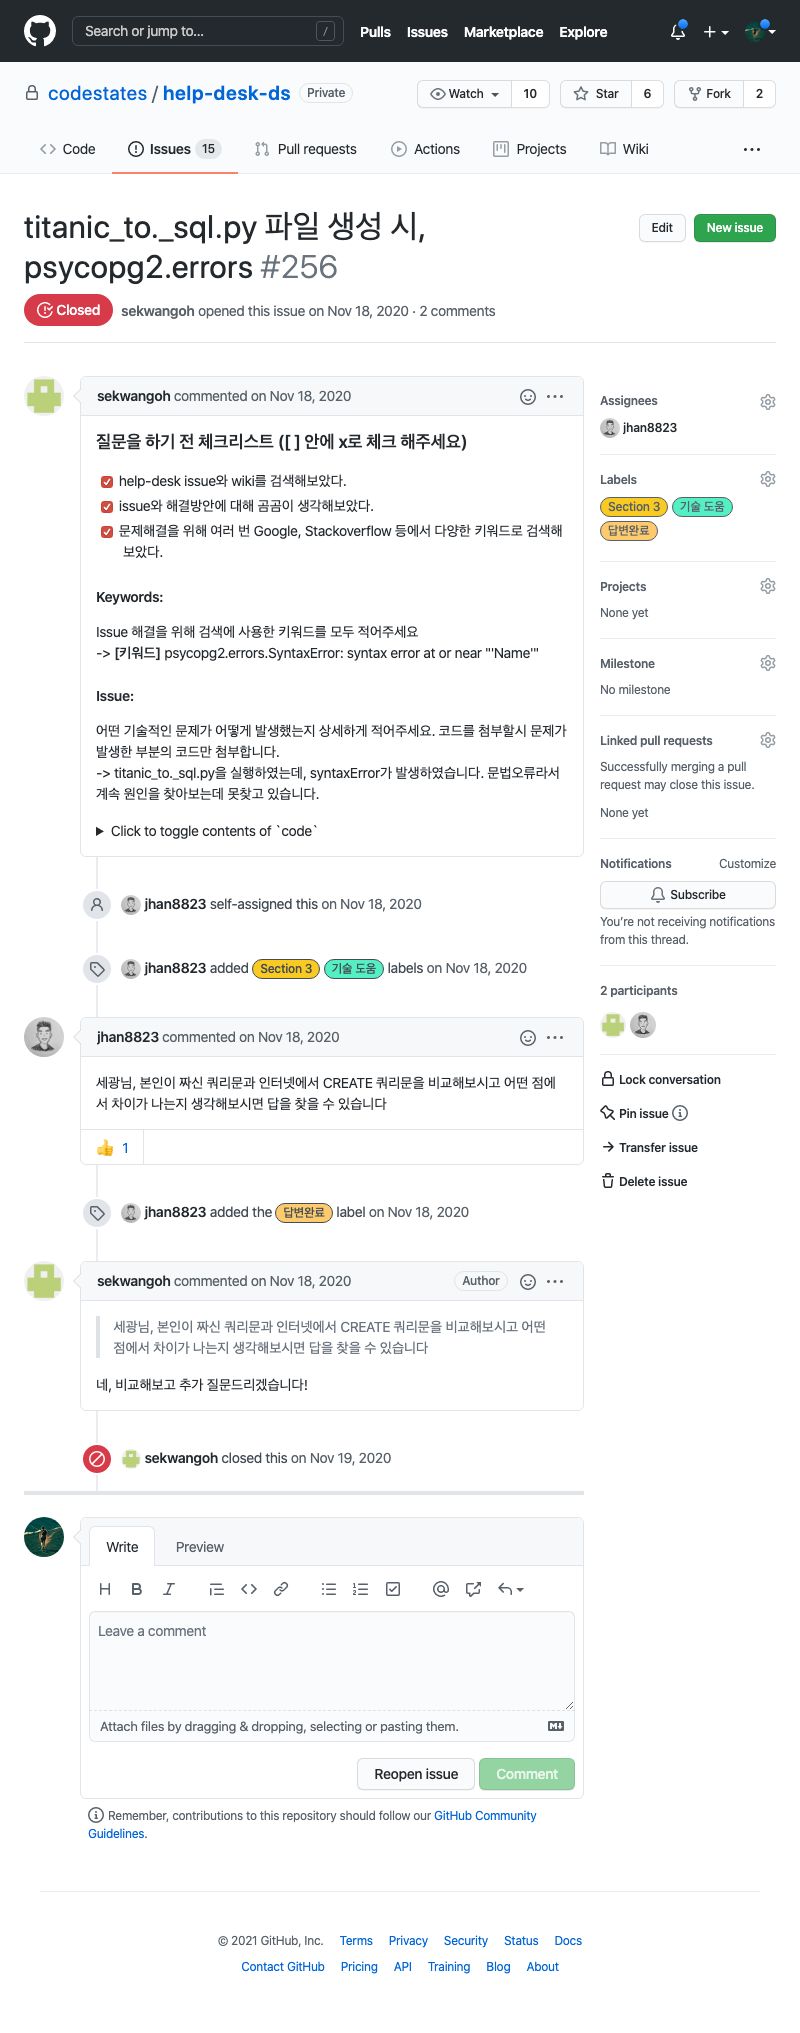 Search or jump to... /
Pulls Issues Marketplace Explore
codestates / help-desk-ds Private
Watch 10 Star 6 Fork 2
Code Issues 15 Pull requests Actions Projects Wiki ...
titanic_to._sql.py 파일 생성 시,
psycopg2.errors #256
Edit New issue
Closed sekwangoh opened this issue on Nov 18, 2020 · 2 comments
sekwangoh commented on Nov 18, 2020
질문을 하기 전 체크리스트 ([ ] 안에 x로 체크 해주세요)
help-desk issue와 wiki를 검색해보았다.
issue와 해결방안에 대해 곰곰이 생각해보았다.
문제해결을 위해 여러 번 Google, Stackoverflow 등에서 다양한 키워드로 검색해
보았다.
Keywords:
Issue 해결을 위해 검색에 사용한 키워드를 모두 적어주세요
-> [키워드] psycopg2.errors.SyntaxError: syntax error at or near "'Name'"
Issue:
어떤 기술적인 문제가 어떻게 발생했는지 상세하게 적어주세요. 코드를 첨부할시 문제가
발생한 부분의 코드만 첨부합니다.
-> titanic_to._sql.py을 실행하였는데, syntaxError가 발생하였습니다. 문법오류라서
계속 원인을 찾아보는데 못찾고 있습니다.
Click to toggle contents of `code`
jhan8823 self-assigned this on Nov 18, 2020
jhan8823 added Section 3 기술 도움 labels on Nov 18, 2020
jhan8823 commented on Nov 18, 2020
세광님, 본인이 짜신 쿼리문과 인터넷에서 CREATE 쿼리문을 비교해보시고 어떤 점에
서 차이가 나는지 생각해보시면 답을 찾을 수 있습니다
👍 1
jhan8823 added the 답변완료 label on Nov 18, 2020
sekwangoh commented on Nov 18, 2020 Author
세광님, 본인이 짜신 쿼리문과 인터넷에서 CREATE 쿼리문을 비교해보시고 어떤
점에서 차이가 나는지 생각해보시면 답을 찾을 수 있습니다
네, 비교해보고 추가 질문드리겠습니다!
sekwangoh closed this on Nov 19, 2020
Write Preview
H B I
Leave a comment
Attach files by dragging & dropping, selecting or pasting them.
Reopen issue Comment
Remember, contributions to this repository should follow our GitHub Community
Guidelines.
Assignees
jhan8823
Labels
Section 3 기술 도움
답변완료
Projects
None yet
Milestone
No milestone
Linked pull requests
Successfully merging a pull
request may close this issue.
None yet
Notifications Customize
Subscribe
You're not receiving notifications
from this thread.
2 participants
Lock conversation
Pin issue
Transfer issue
Delete issue
© 2021 GitHub, Inc. Terms Privacy Security Status Docs
Contact GitHub Pricing API Training Blog About